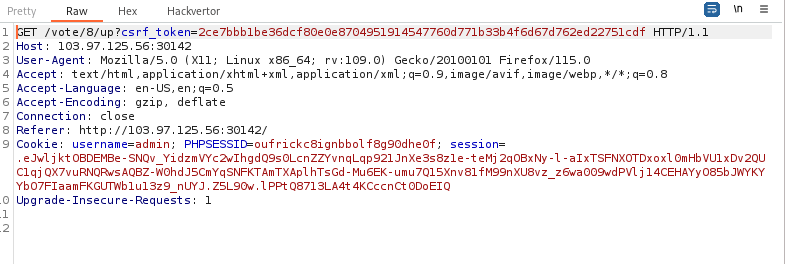 Pretty Raw Hex Hackvertor
\n
1 GET /vote/8/up?csrf_token=2ce7bbb1be36dcf80e0e8704951914547760d771b33b4f6d67d762ed22751cdf HTTP/1.1
2 Host: 103.97.125.56:30142
3 User-Agent: Mozilla/5.0 (X11; Linux x86_64; rv:109.0) Gecko/20100101 Firefox/115.0
4 Accept: text/html,application/xhtml+xml,application/xml;q=0.9,image/avif,image/webp,*/*;q=0.8
5 Accept-Language: en-US,en;q=0.5
6 Accept-Encoding: gzip, deflate
7 Connection: close
8 Referer: http://103.97.125.56:30142/
9 Cookie: username=admin; PHPSESSID=oufrickc8ignbbolf8g90dhe0f; session=
.eJwljktOBDEMBe-SNQv_YidzmVYc2wIhgdQ9s0LcnZZYvnqLqp921JnXe3s8z1e-teMj2qOBxNy-l-aIxTSFNXOTDxoxl0mHbVU1xDv2QU
C1qjQX7vuRNQRwsAQBZ-W0hdJ5CmYqSNFKTAmTXAplhTsGd-Mu6EK-umu7Q15Xnv81fM99nXU8vz_z6wa009wdPVlj14CEHAYyO85bJWYKY
YbO7FIaamFKGUTWb1u13z9_nUYJ.Z5L90w.lPPtQ8713LA4t4KCccnCt0DoEIQ
10 Upgrade-Insecure-Requests: 1
11
12